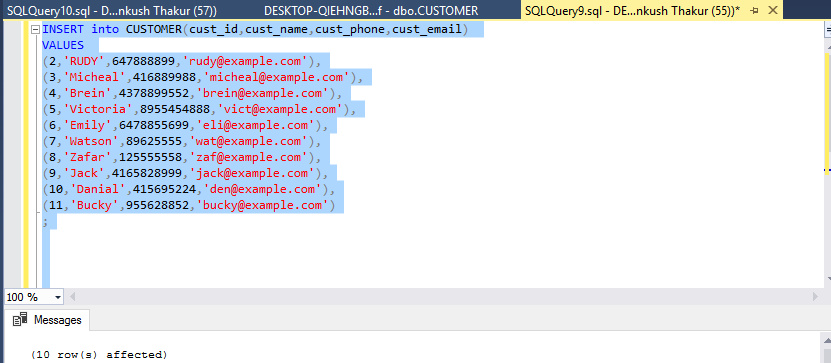 SQLQuery10.sql - D...nkush Thakur (57)) DESKTOP-QIEHNGB...f - dbo.CUSTOMER SQLQuery9.sql - DE...nkush Thakur (55))*
INSERT into CUSTOMER(cust_id,cust_name,cust_phone,cust_email)
VALUES
(2,'RUDY',647888899,'rudy@example.com'),
(3,'Micheal',416889988,'micheal@example.com'),
(4,'Brein',4378899552,'brein@example.com'),
(5,'Victoria',8955454888,'vict@example.com'),
(6,'Emily',6478855699,'eli@example.com'),
(7,'Watson',89625555,'wat@example.com'),
(8,'Zafar',125555558,'zaf@example.com'),
(9,'Jack',4165828999,'jack@example.com'),
(10,'Danial',415695224,'den@example.com'),
(11,'Bucky',955628852,'bucky@example.com')
;
100 %
Messages
(10 row(s) affected)